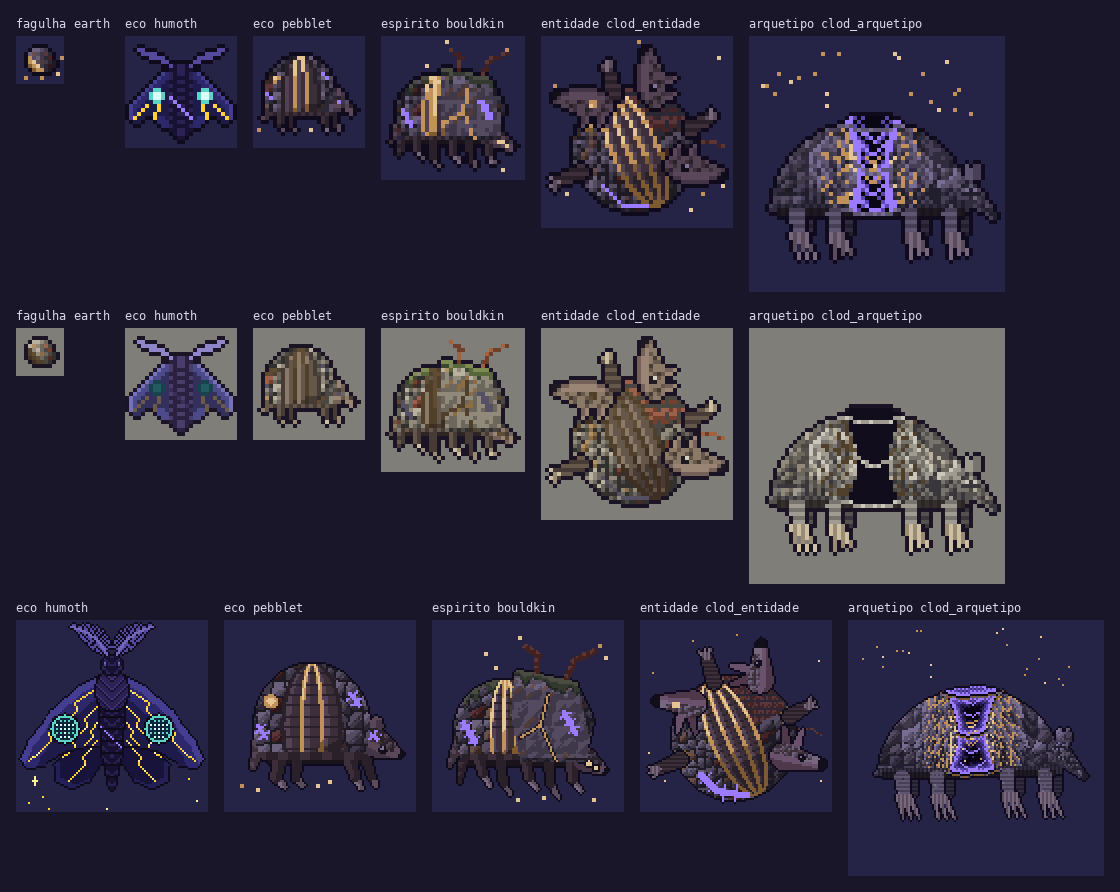 fagulha earth
eco humoth
eco pebblet
espirito bouldkin
entidade clod_entidade
arquetipo clod_arquetipo
fagulha earth
eco humoth
eco pebblet
espirito bouldkin
entidade clod_entidade
arquetipo clod_arquetipo
eco humoth
eco pebblet
espirito bouldkin
entidade clod_entidade
arquetipo clod_arquetipo